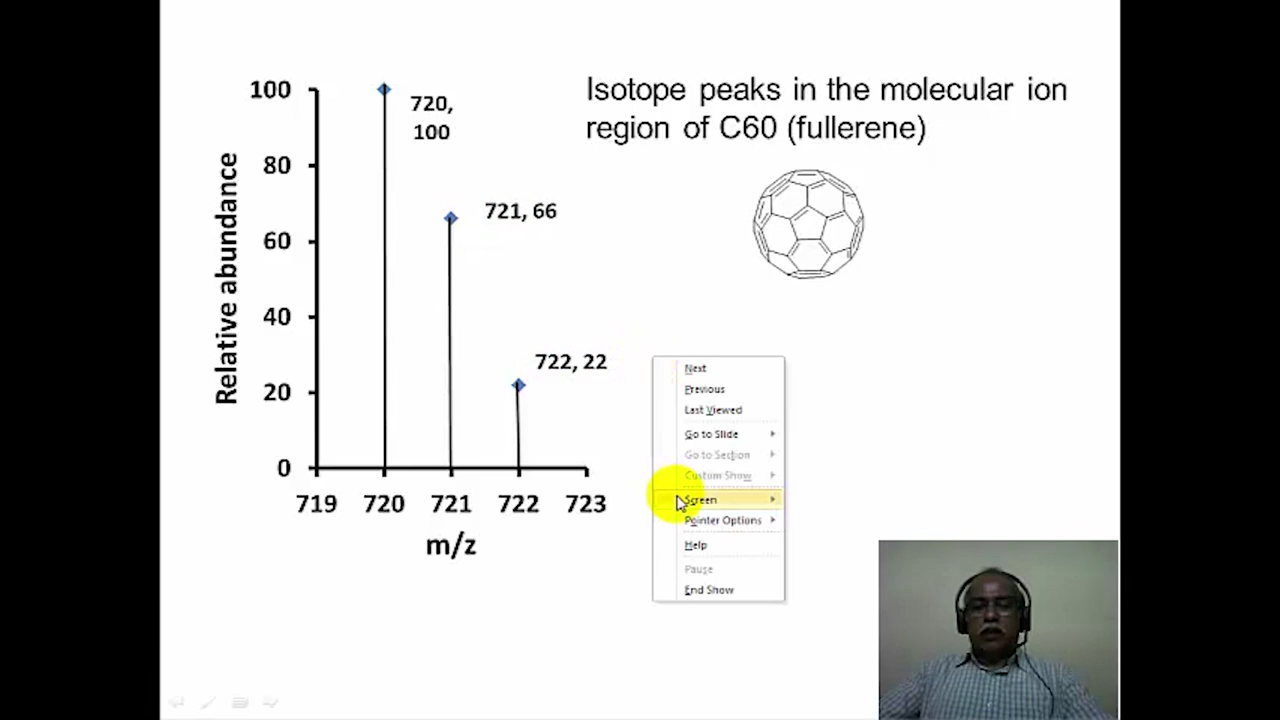 Isotope peaks in the molecular ion
region of C60 (fullerene)
Relative abundance
100
80
60
40
20
0
720,
100
721, 66
722, 22
719 720 721 722 723
m/z
Next
Previous
Last Viewed
Go to Slide
Go to Section
Custom Show
Screen
Pointer Options
Help
Pause
End Show